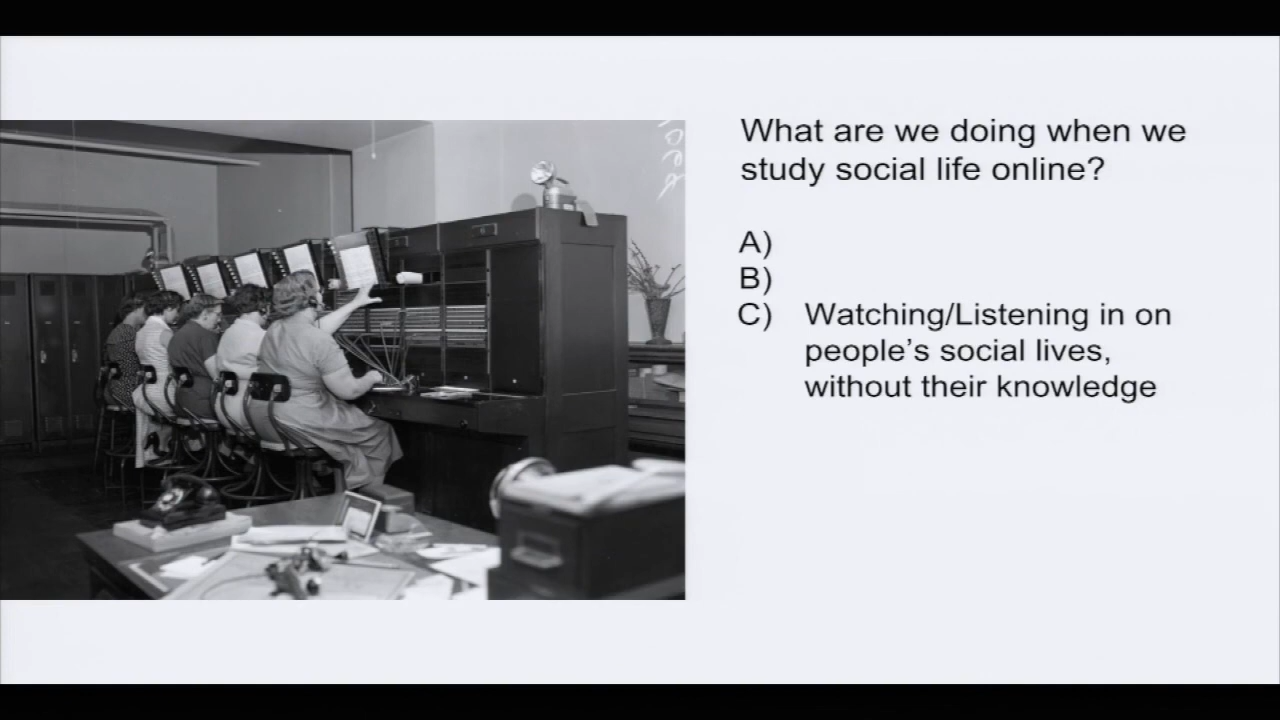 What are we doing when we
study social life online?
A)
B)
C) Watching/Listening in on
people's social lives,
without their knowledge